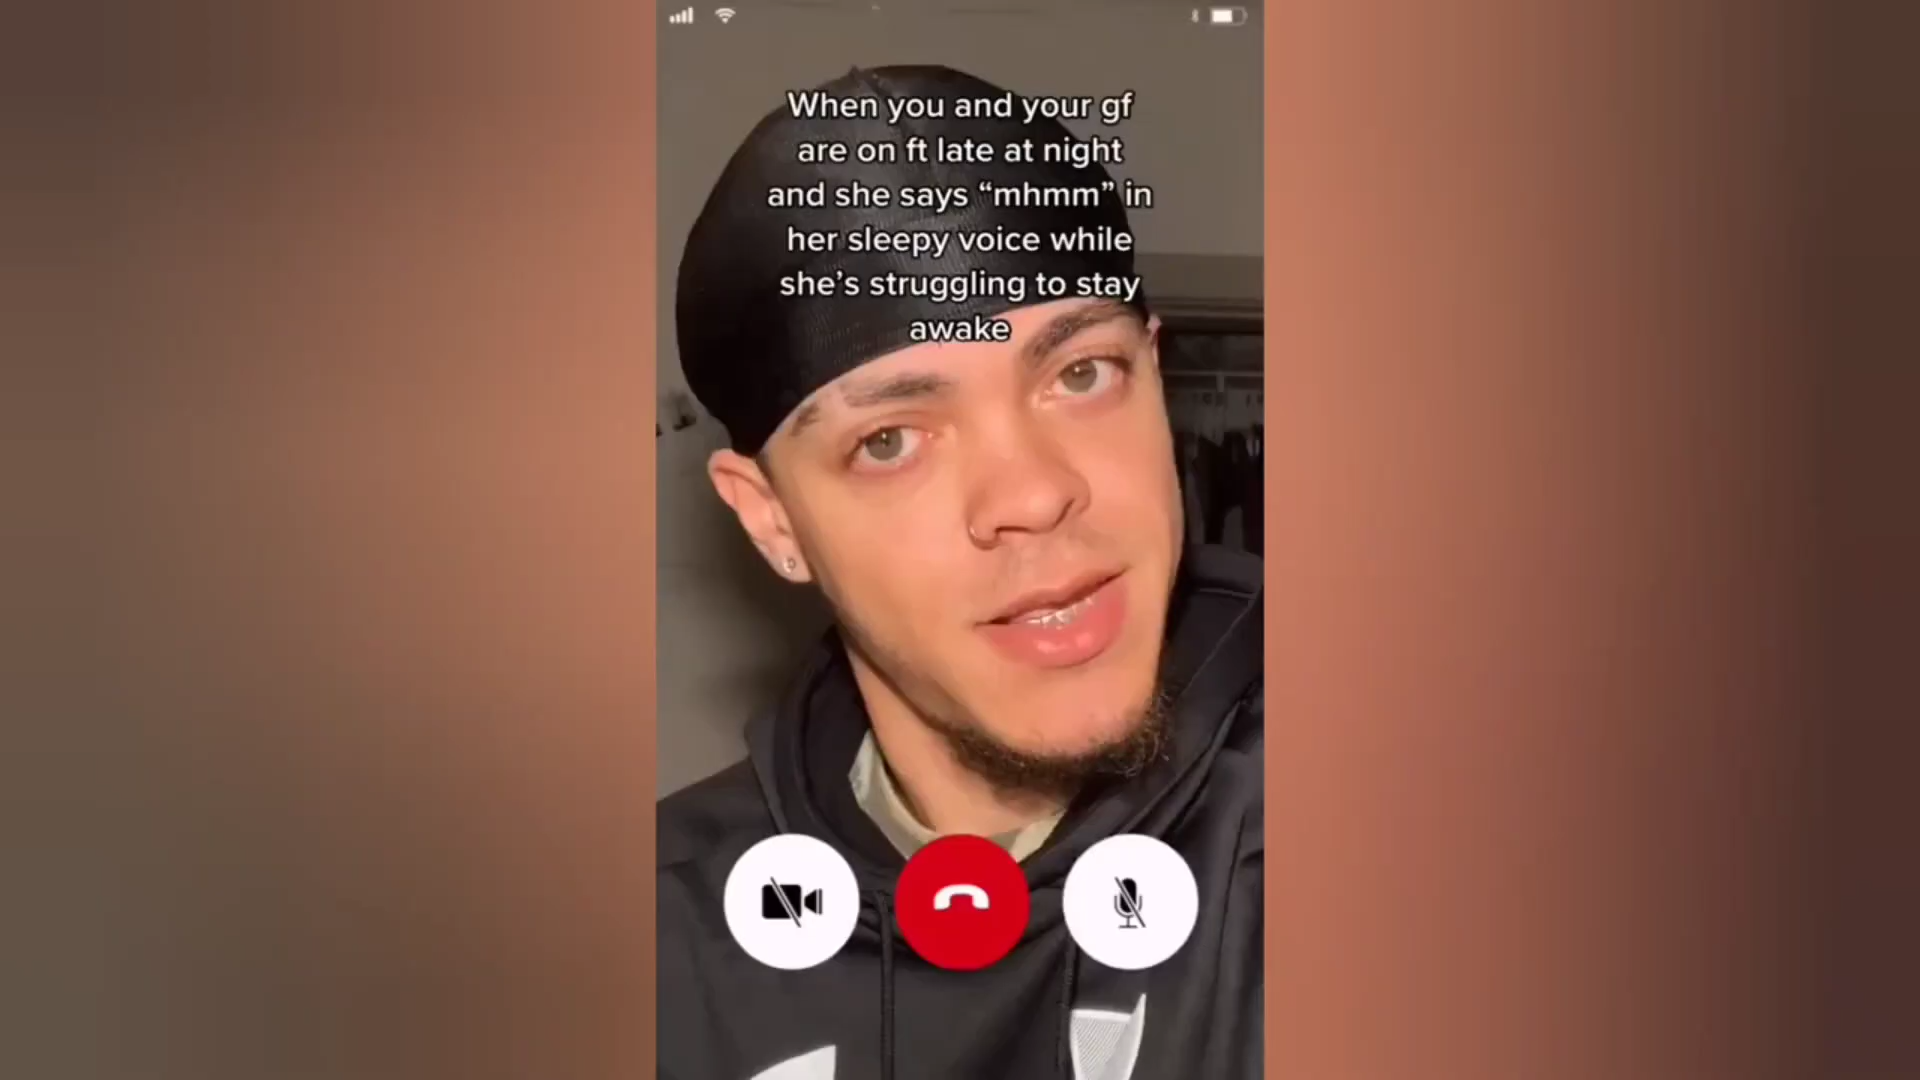 When you and your gf
are on ft late at night
and she says “mhmm” in
her sleepy voice while
she’s struggling to stay
awake